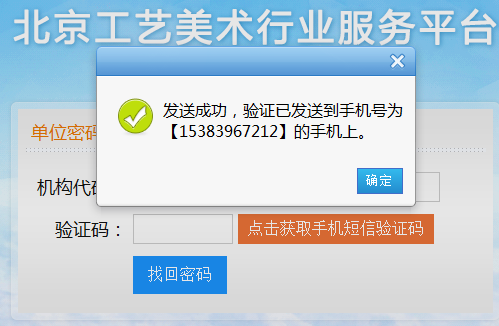 北京工艺美术行业服务平台
发送成功，验证已发送到手机号为
【15383967212】的手机上。
确定
单位密码
机构代码
验证码：
点击获取手机短信验证码
找回密码